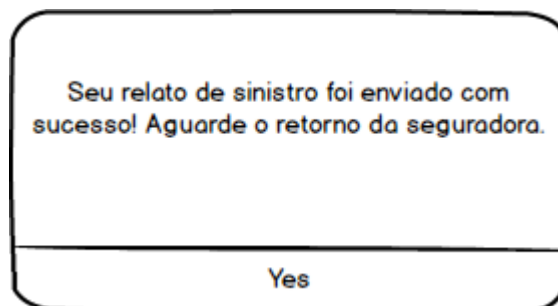 Seu relato de sinistro foi enviado com
sucesso! Aguarde o retorno da seguradora.
Yes